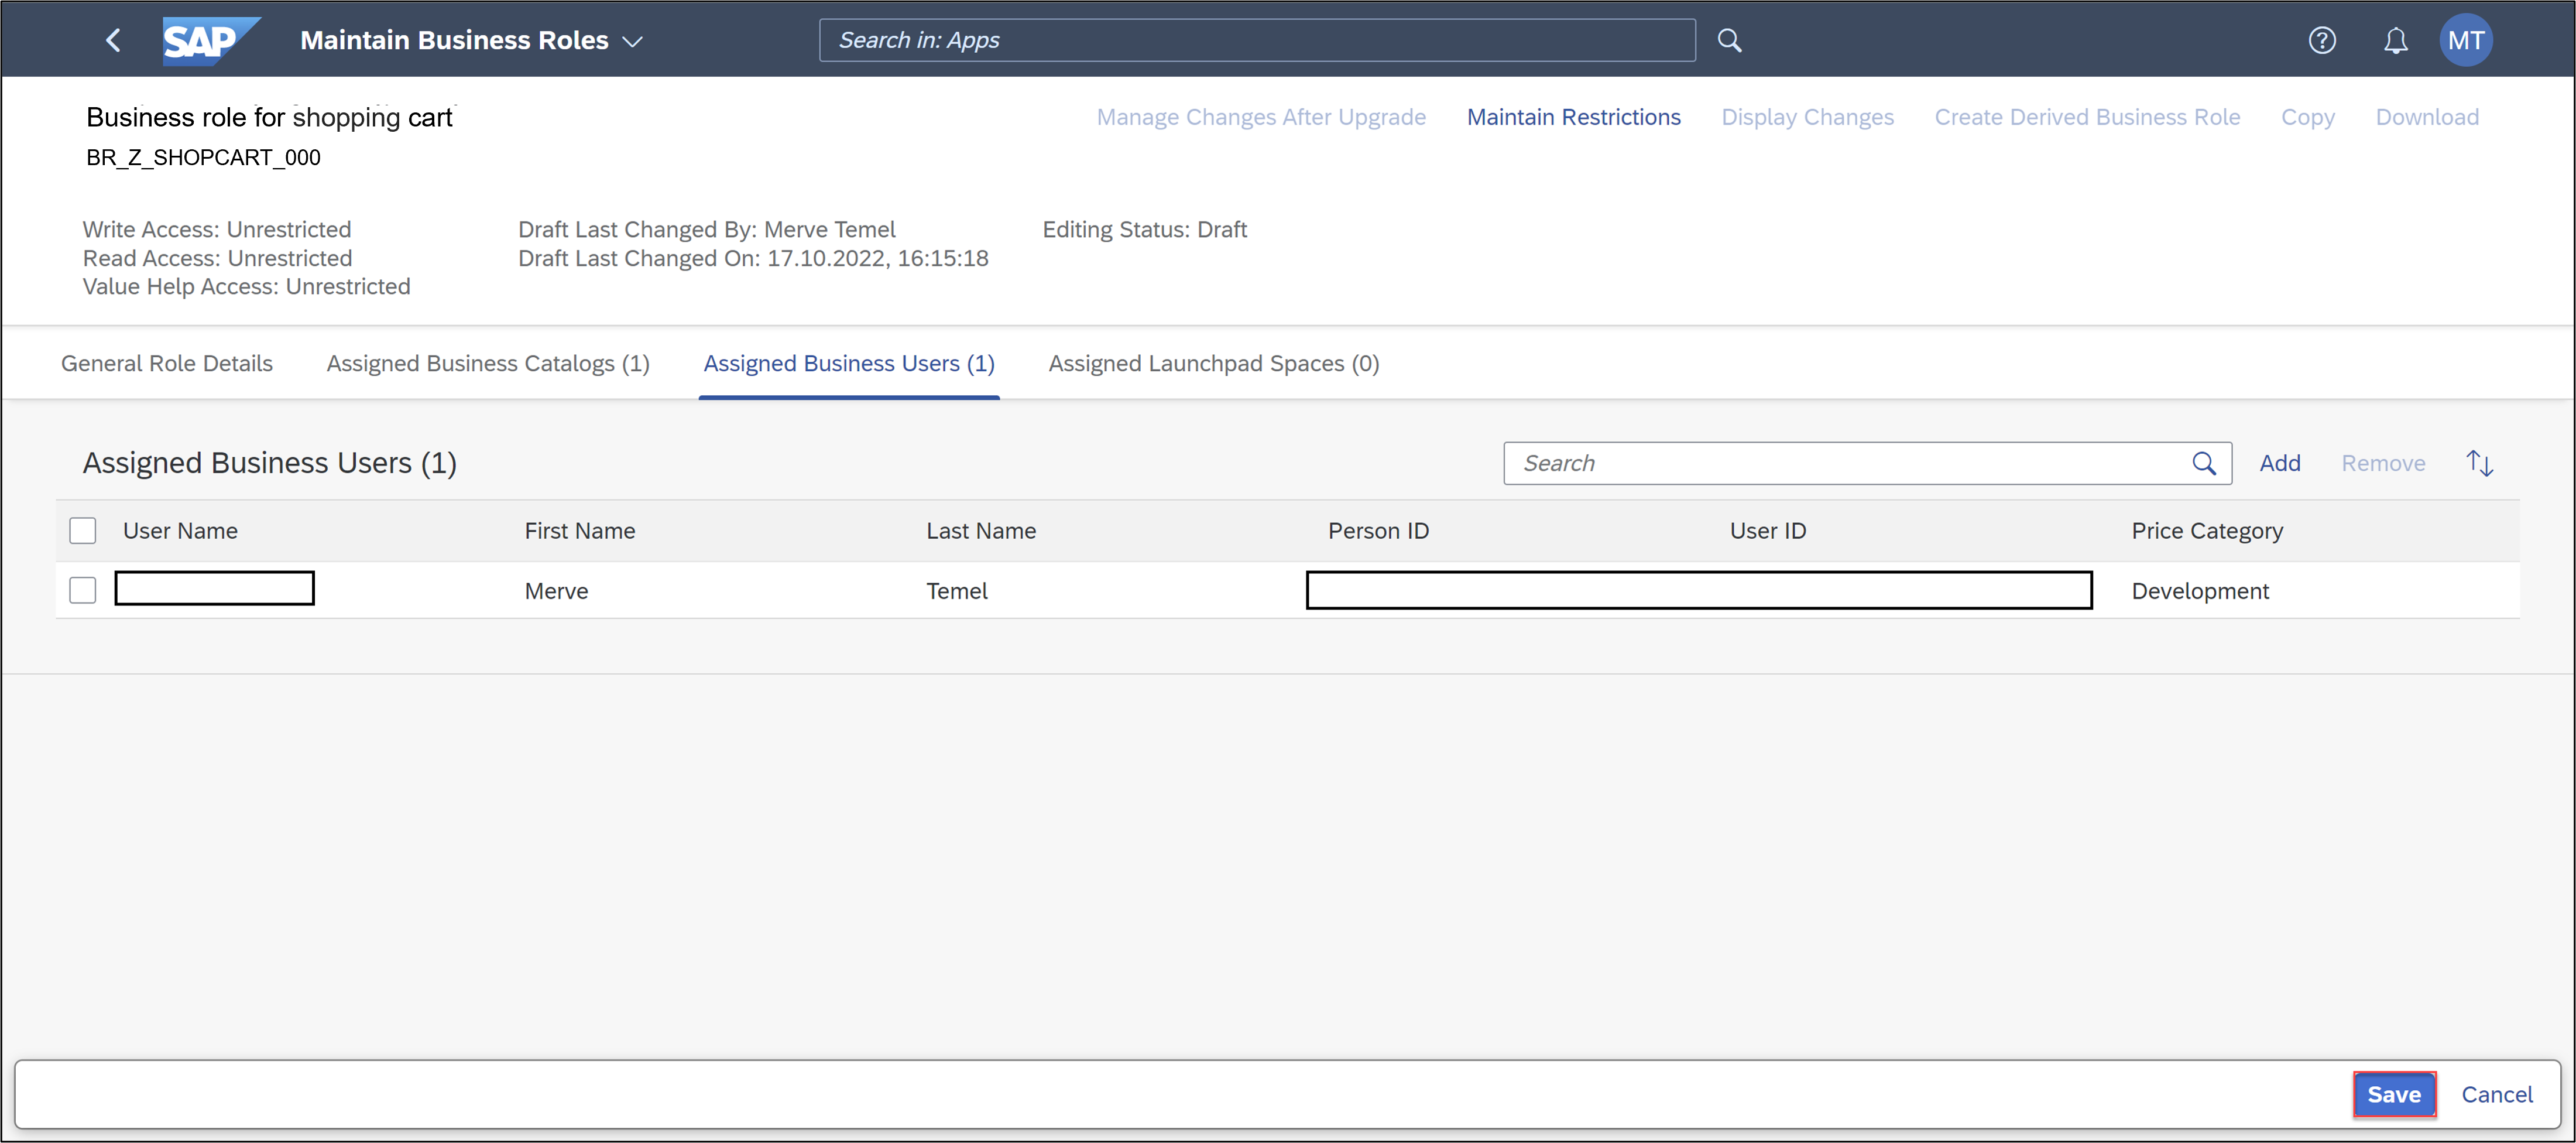 SAP Maintain Business Roles Search in: Apps MT
Business role for shopping cart Manage Changes After Upgrade Maintain Restrictions Display Changes Create Derived Business Role Copy Download
BR_Z_SHOPCART_000
Write Access: Unrestricted Draft Last Changed By: Merve Temel Editing Status: Draft
Read Access: Unrestricted Draft Last Changed On: 17.10.2022, 16:15:18
Value Help Access: Unrestricted
General Role Details Assigned Business Catalogs (1) Assigned Business Users (1) Assigned Launchpad Spaces (0)
Assigned Business Users (1) Search Add Remove
User Name First Name Last Name Person ID User ID Price Category
Merve Temel Development
Save Cancel